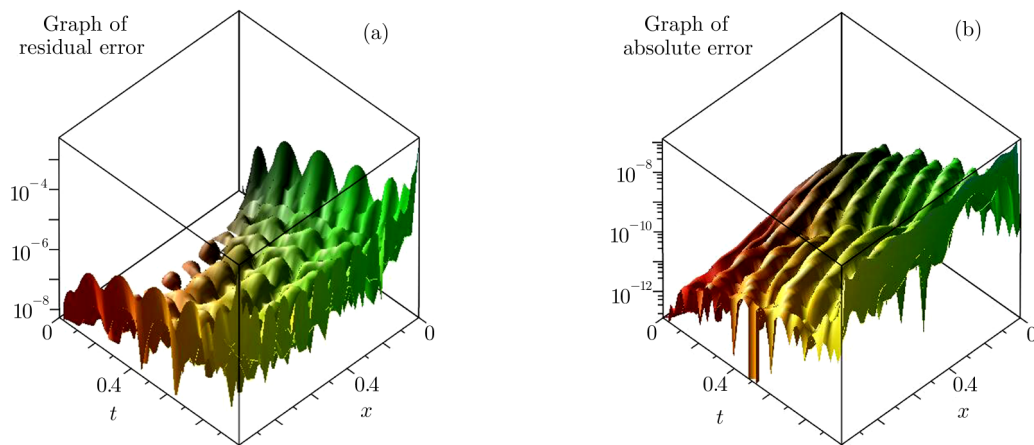 Graph of
residual error
(a)
10⁻⁴
10⁻⁶
10⁻⁸
0
0.4
t
0
0.4
x
Graph of
absolute error
(b)
10⁻⁸
10⁻¹⁰
10⁻¹²
0
0.4
t
0
0.4
x